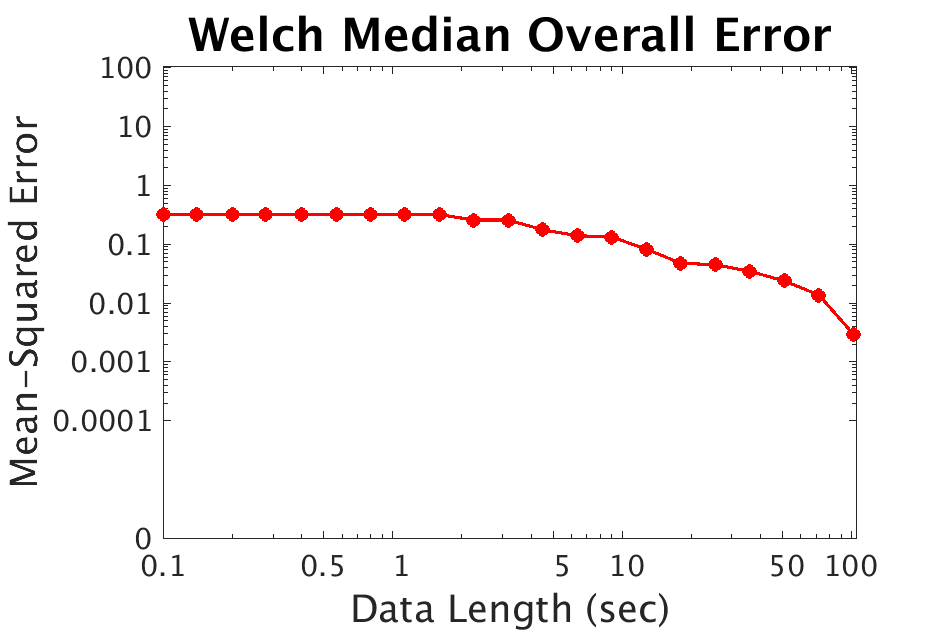 Welch Median Overall Error
Mean-Squared Error
100
10
1
0.1
0.01
0.001
0.0001
0
0.1 0.5 1 5 10 50 100
Data Length (sec)